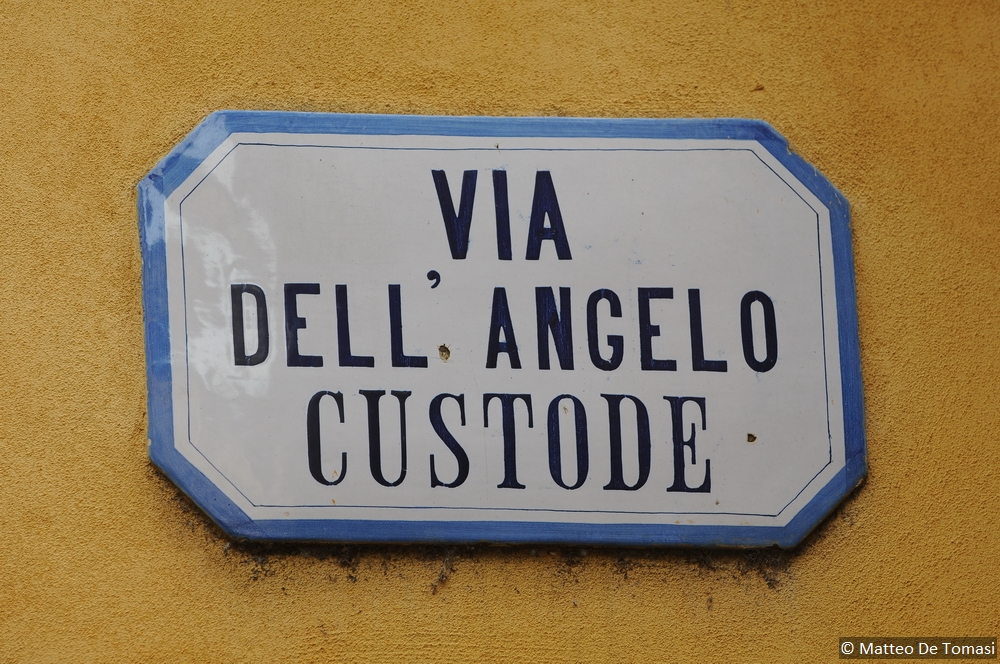 VIA
DELL' ANGELO
CUSTODE
© Matteo De Tomasi